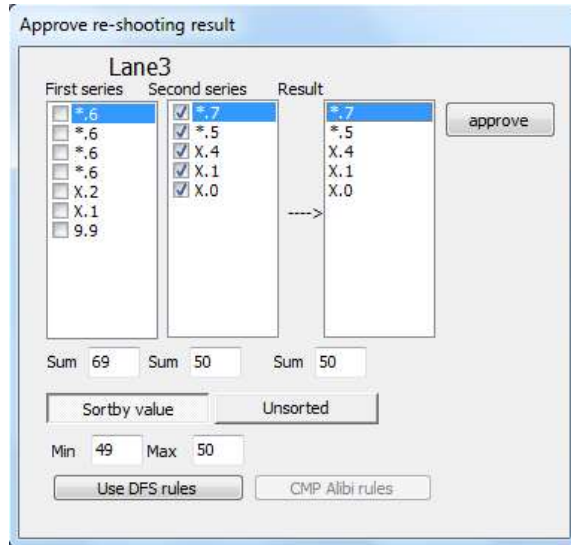 Approve re-shooting result
Lane3
First series Second series Result
*.6 *.7 *.7
*.6 *.5 *.5
*.6 X.4 X.4
*.6 X.1 X.1
X.2 X.0 X.0
X.1
9.9
---->
approve
Sum 69 Sum 50 Sum 50
Sortby value Unsorted
Min 49 Max 50
Use DFS rules CMP Alibi rules